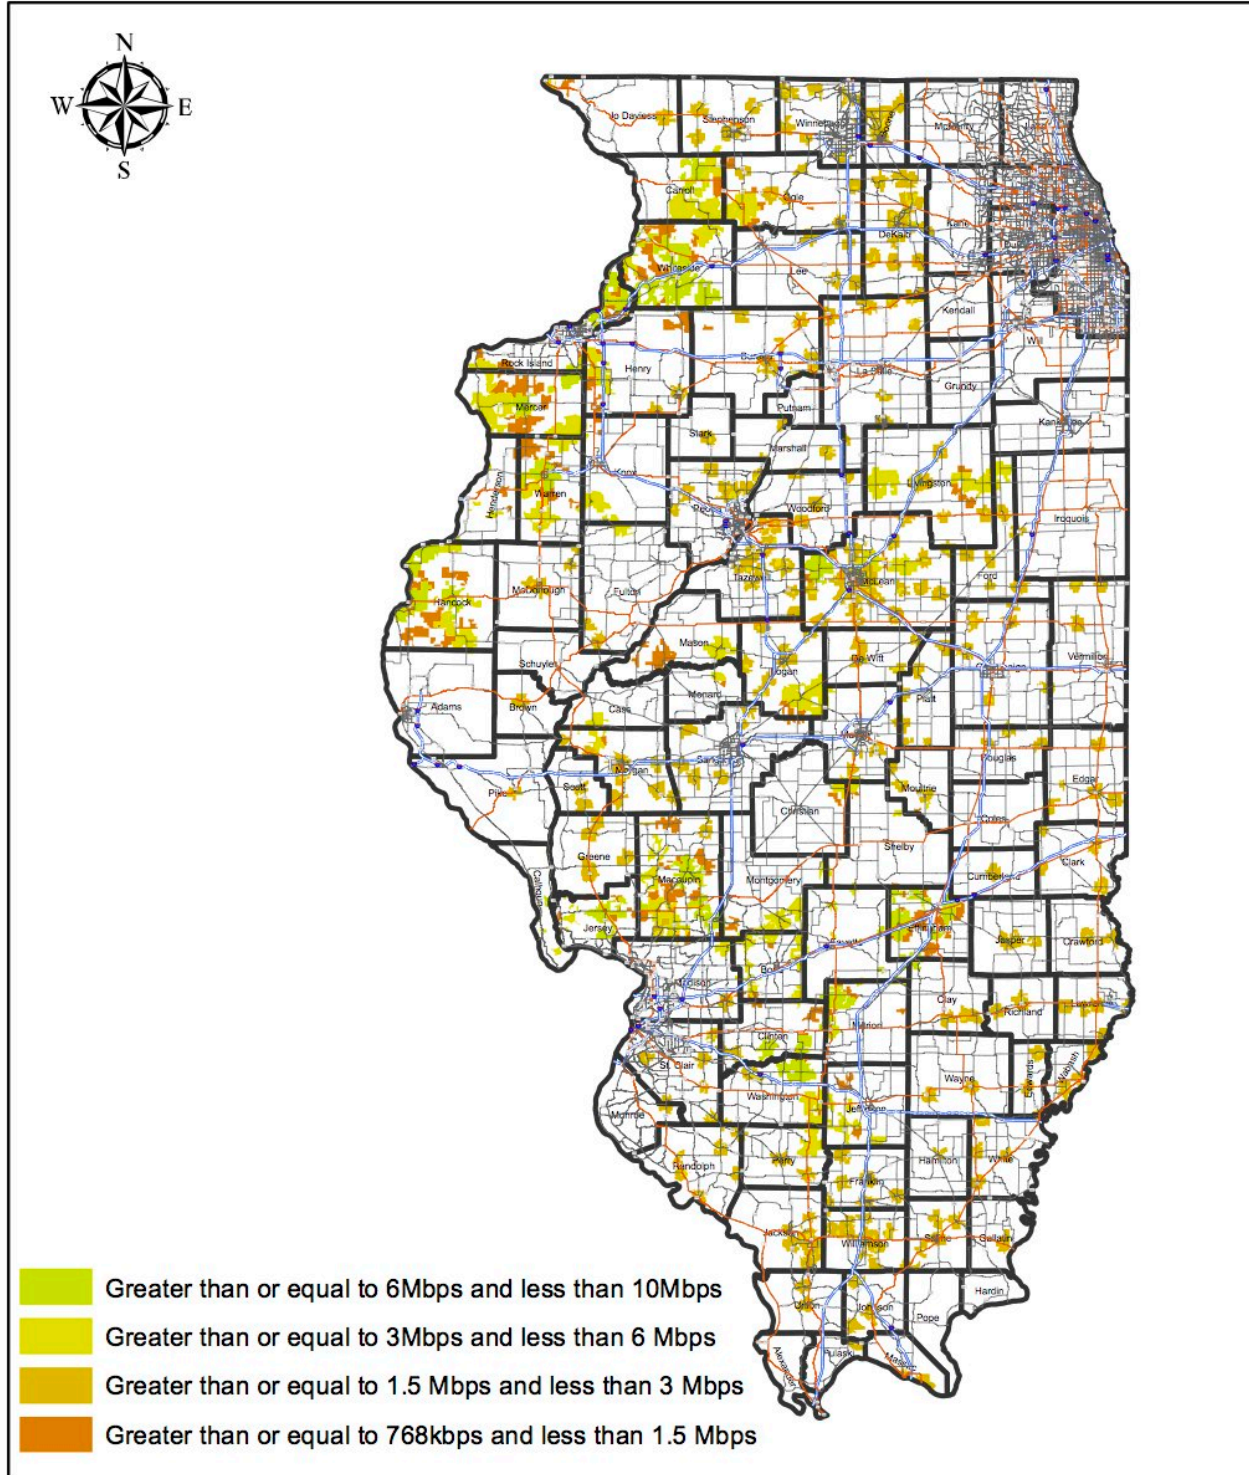 N
W E
S
Jo Daviess
Stephenson
Winnebago
Boone
McHenry
Lake
Carroll
Ogle
DeKalb
Kane
Whiteside
Lee
Kendall
Will
Rock Island
Henry
Bureau
La Salle
Grundy
Mercer
Putnam
Kankakee
Stark
Marshall
Henderson
Warren
Knox
Peoria
Woodford
Livingston
Iroquois
Hancock
McDonough
Fulton
Tazewell
McLean
Ford
Mason
Schuyler
Logan
De Witt
Champaign
Vermilion
Adams
Brown
Cass
Menard
Piatt
Macon
Morgan
Sangamon
Douglas
Edgar
Pike
Scott
Moultrie
Christian
Coles
Greene
Macoupin
Montgomery
Shelby
Cumberland
Clark
Calhoun
Jersey
Fayette
Effingham
Jasper
Crawford
Bond
Madison
Clay
Richland
Lawrence
Clinton
Marion
St. Clair
Wayne
Edwards
Wabash
Washington
Jefferson
Monroe
Randolph
Perry
Hamilton
White
Franklin
Jackson
Williamson
Saline
Gallatin
Union
Johnson
Pope
Hardin
Alexander
Pulaski
Massac
Greater than or equal to 6Mbps and less than 10Mbps
Greater than or equal to 3Mbps and less than 6 Mbps
Greater than or equal to 1.5 Mbps and less than 3 Mbps
Greater than or equal to 768kbps and less than 1.5 Mbps